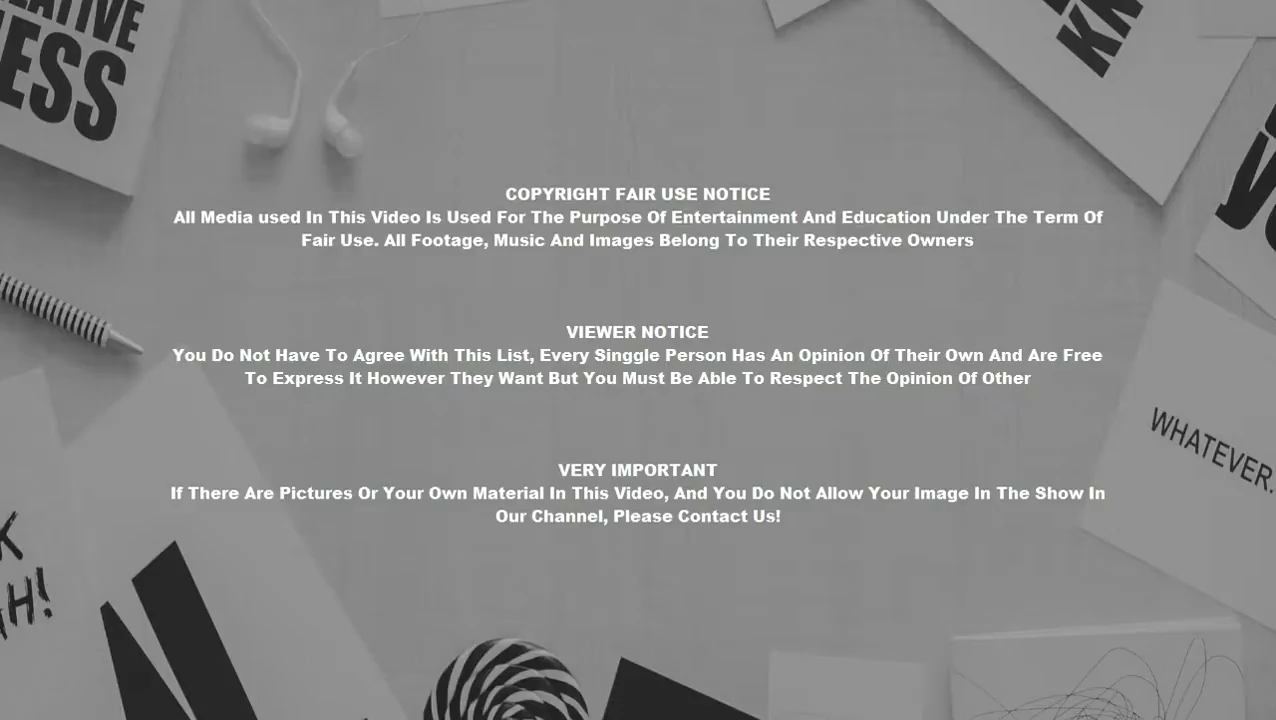 EATIVE
ESS
KN
COPYRIGHT FAIR USE NOTICE
All Media used In This Video Is Used For The Purpose Of Entertainment And Education Under The Term Of
Fair Use. All Footage, Music And Images Belong To Their Respective Owners
VIEWER NOTICE
You Do Not Have To Agree With This List, Every Singgle Person Has An Opinion Of Their Own And Are Free
To Express It However They Want But You Must Be Able To Respect The Opinion Of Other
WHATEVER.
VERY IMPORTANT
If There Are Pictures Or Your Own Material In This Video, And You Do Not Allow Your Image In The Show In
Our Channel, Please Contact Us!